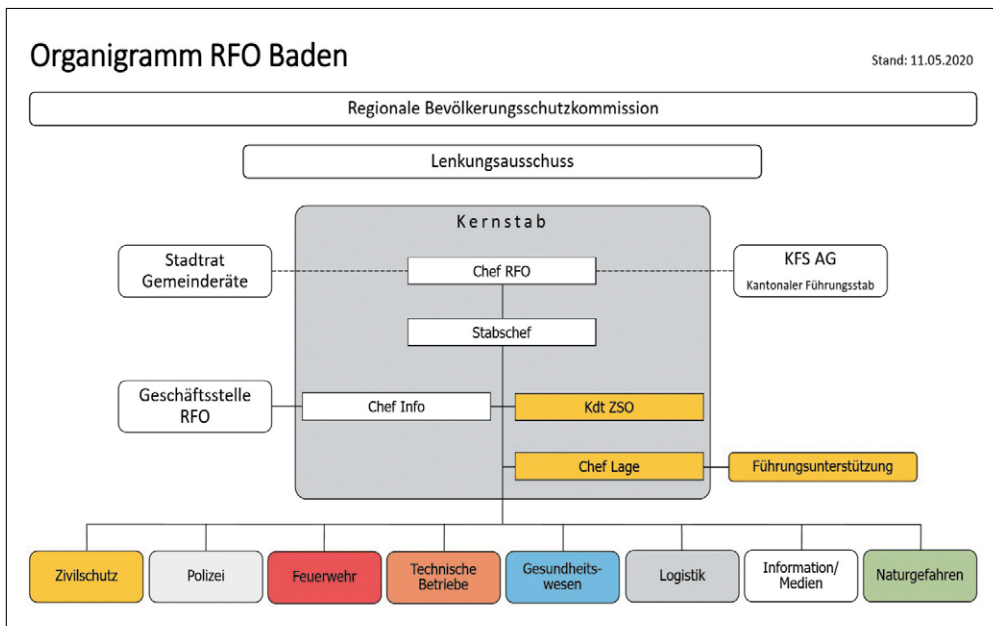 Organigramm RFO Baden
Stand: 11.05.2020
Regionale Bevölkerungsschutzkommission
Lenkungsausschuss
Kernstab
Stadtrat
Gemeinderäte
Chef RFO
KFS AG
Kantonaler Führungsstab
Stabschef
Geschäftsstelle
RFO
Chef Info
Kdt ZSO
Chef Lage
Führungsunterstützung
Zivilschutz
Polizei
Feuerwehr
Technische
Betriebe
Gesundheits-
wesen
Logistik
Information/
Medien
Naturgefahren